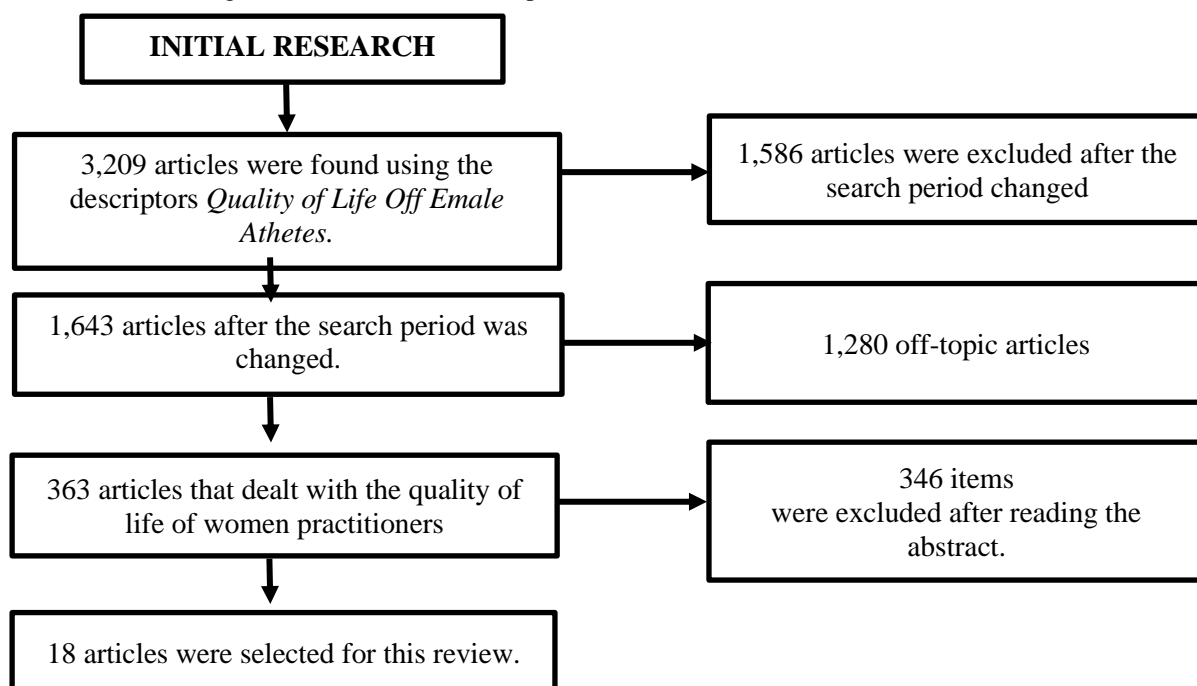 INITIAL RESEARCH
3,209 articles were found using the
descriptors Quality of Life Off Emale
Athetes.
1,586 articles were excluded after the
search period changed
1,643 articles after the search period was
changed.
1,280 off-topic articles
363 articles that dealt with the quality of
life of women practitioners
346 items
were excluded after reading the
abstract.
18 articles were selected for this review.